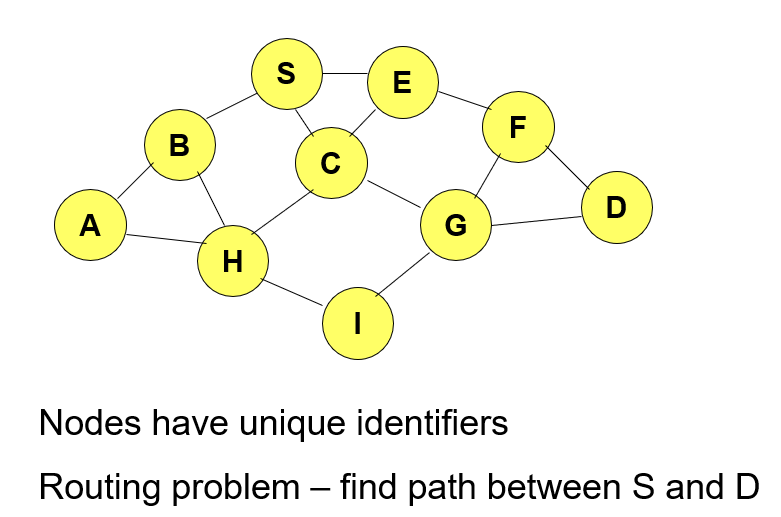 S
E
F
B
C
D
A
G
H
I
Nodes have unique identifiers
Routing problem – find path between S and D